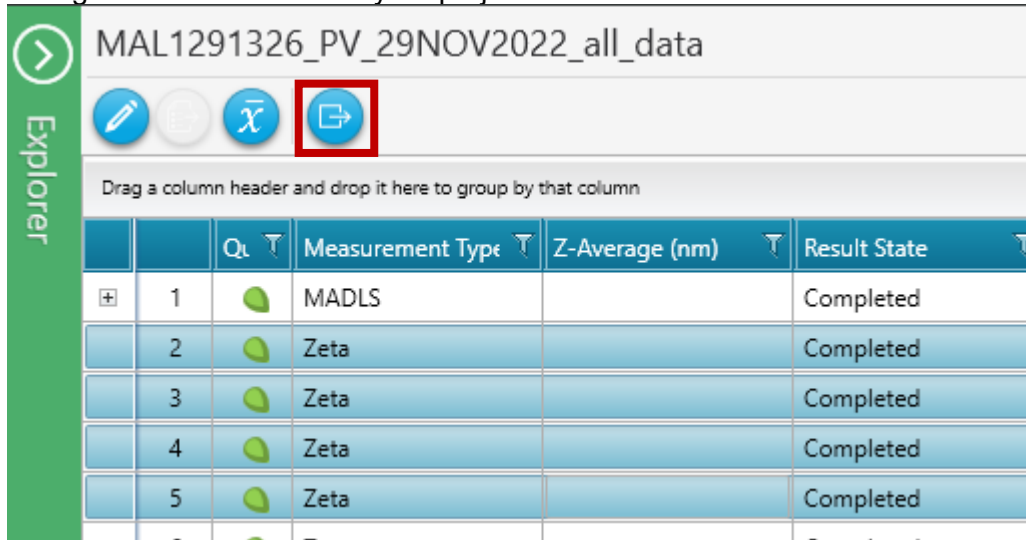 MAL1291326_PV_29NOV2022_all_data
x̄
Explorer
Drag a column header and drop it here to group by that column
Qu Measurement Type Z-Average (nm) Result State
1 MADLS Completed
2 Zeta Completed
3 Zeta Completed
4 Zeta Completed
5 Zeta Completed